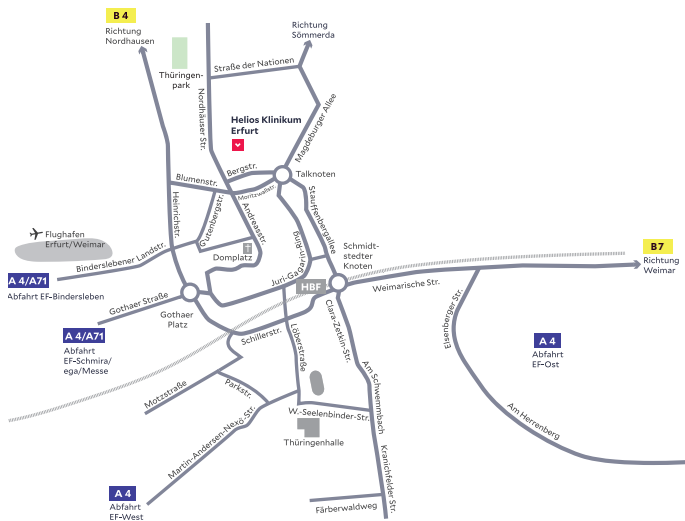 B 4
Richtung
Nordhausen
Richtung
Sömmerda
Straße der Nationen
Thüringen-
park
Nordhäuser Str.
Magdeburger Allee
Helios Klinikum
Erfurt
Bergstr.
Talknoten
Blumenstr.
Moritzwallstr.
Heinrichstr.
Gutenbergstr.
Andreasstr.
Stauffenbergallee
Flughafen
Erfurt/Weimar
Domplatz
Juri-Gagarin-Ring
Schmidt-
stedter
Knoten
B7
Richtung
Weimar
Binderslebener Landstr.
A 4/A71
Abfahrt EF-Bindersleben
HBF
Weimarische Str.
Gothaer Straße
Gothaer
Platz
A 4/A71
Abfahrt
EF-Schmira/
ega/Messe
Schillerstr.
Löberstraße
Clara-Zetkin-Str.
Eisenberger Str.
A 4
Abfahrt
EF-Ost
Motzstraße
Parkstr.
Am Schwemmbach
W.-Seelenbinder-Str.
Am Herrenberg
Martin-Andersen-Nexö-Str.
Thüringenhalle
Kranichfelder Str.
A 4
Abfahrt
EF-West
Färberwaldweg